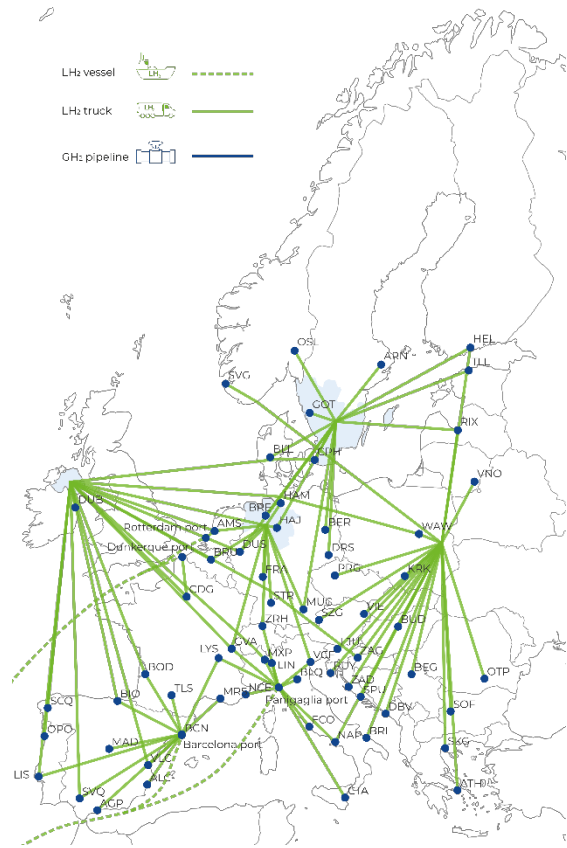 LH₂ vessel
LH₂
LH₂ truck
LH₂
GH₂ pipeline
OSL
ARN
HEL
SVG
GOT
RIX
BLL
CPH
VNO
DUB
HAM
BRE
Rotterdam port
AMS
HAJ
BER
WAW
Dunkerque port
BRU
DUS
DRS
FRA
PRG
KRK
CDG
STR
MUC
SZG
VIE
BUD
ZRH
LYS
GVA
MXP
LIN
VCE
LJU
ZAG
BOD
BLQ
PUY
ZAD
BEG
OTP
SCQ
BIO
TLS
MRS
NCE
Panigaglia port
SPU
DBV
SOF
OPO
BCN
FCO
MAD
Barcelona port
NAP
BRI
SKG
VLC
LIS
ALC
SVQ
AGP
CTA
ATH